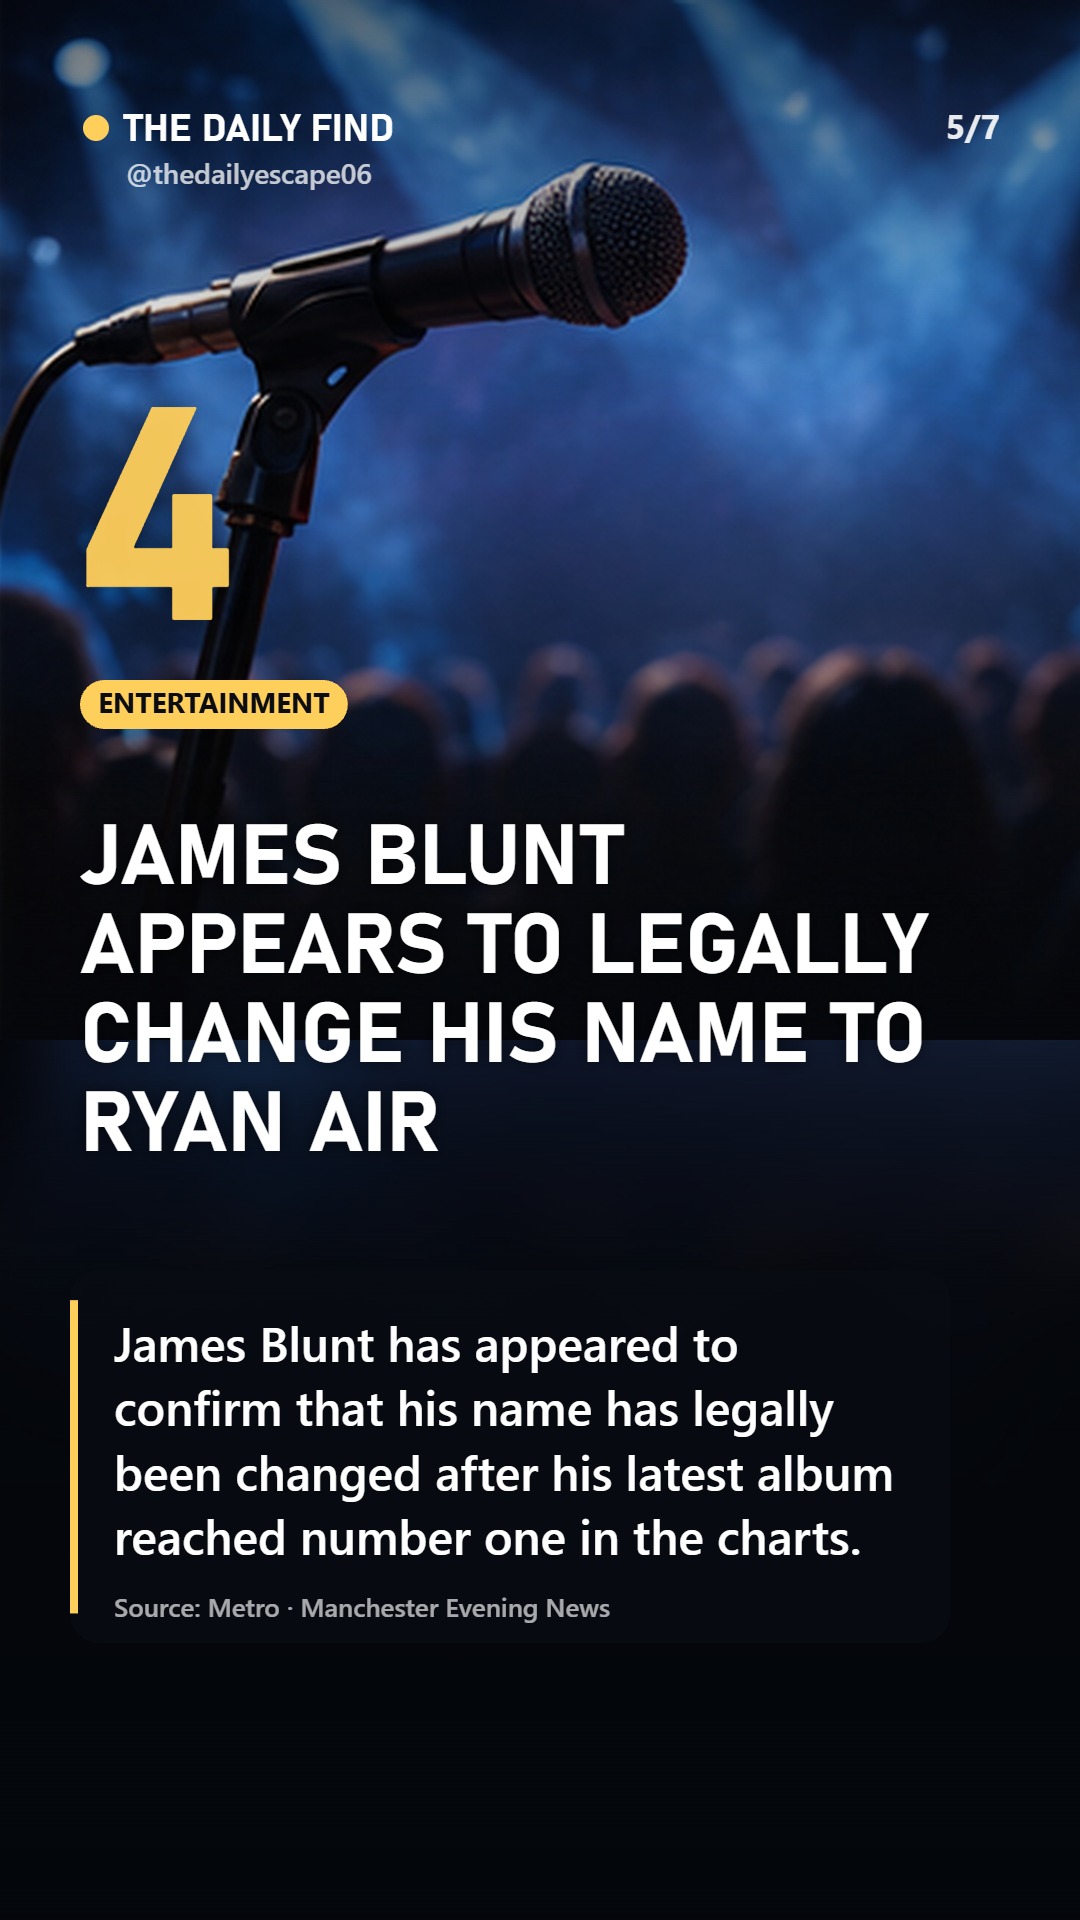 THE DAILY FIND
5/7
@thedailyescape06
4
ENTERTAINMENT
JAMES BLUNT
APPEARS TO LEGALLY
CHANGE HIS NAME TO
RYAN AIR
James Blunt has appeared to
confirm that his name has legally
been changed after his latest album
reached number one in the charts.
Source: Metro · Manchester Evening News